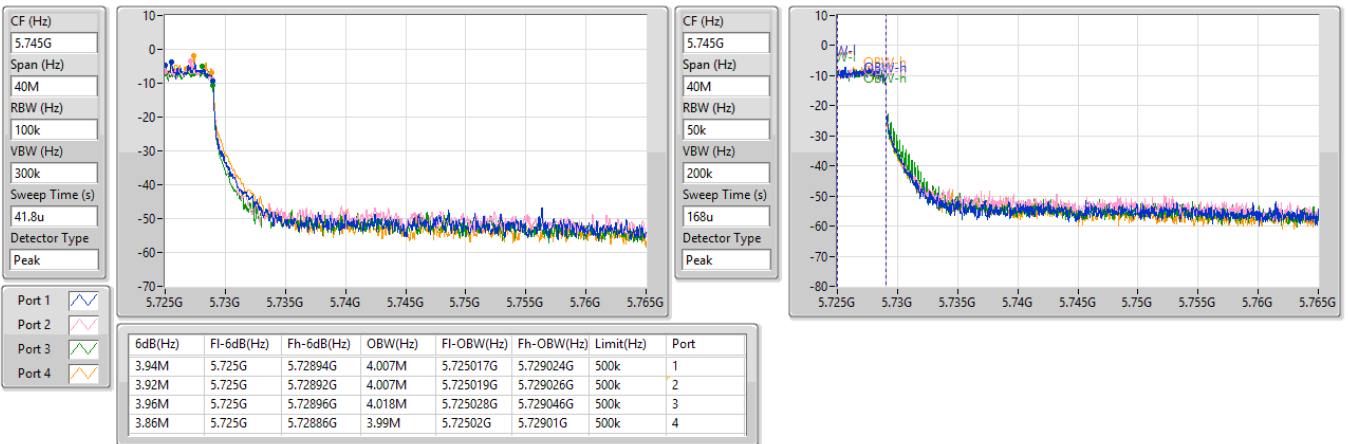 CF (Hz)
5.745G
Span (Hz)
40M
RBW (Hz)
100k
VBW (Hz)
300k
Sweep Time (s)
41.8u
Detector Type
Peak
10-
0-
-10-
-20-
-30-
-40-
-50-
-60-
-70-
5.725G 5.73G 5.735G 5.74G 5.745G 5.75G 5.755G 5.76G 5.765G
CF (Hz)
5.745G
Span (Hz)
40M
RBW (Hz)
50k
VBW (Hz)
200k
Sweep Time (s)
168u
Detector Type
Peak
10-
0-
-10-
-20-
-30-
-40-
-50-
-60-
-70-
-80-
OBW-h
OBW-h
5.725G 5.73G 5.735G 5.74G 5.745G 5.75G 5.755G 5.76G 5.765G
Port 1
Port 2
Port 3
Port 4
6dB(Hz) Fl-6dB(Hz) Fh-6dB(Hz) OBW(Hz) Fl-OBW(Hz) Fh-OBW(Hz) Limit(Hz) Port
3.94M 5.725G 5.72894G 4.007M 5.725017G 5.729024G 500k 1
3.92M 5.725G 5.72892G 4.007M 5.725019G 5.729026G 500k 2
3.96M 5.725G 5.72896G 4.018M 5.725028G 5.729046G 500k 3
3.86M 5.725G 5.72886G 3.99M 5.72502G 5.72901G 500k 4